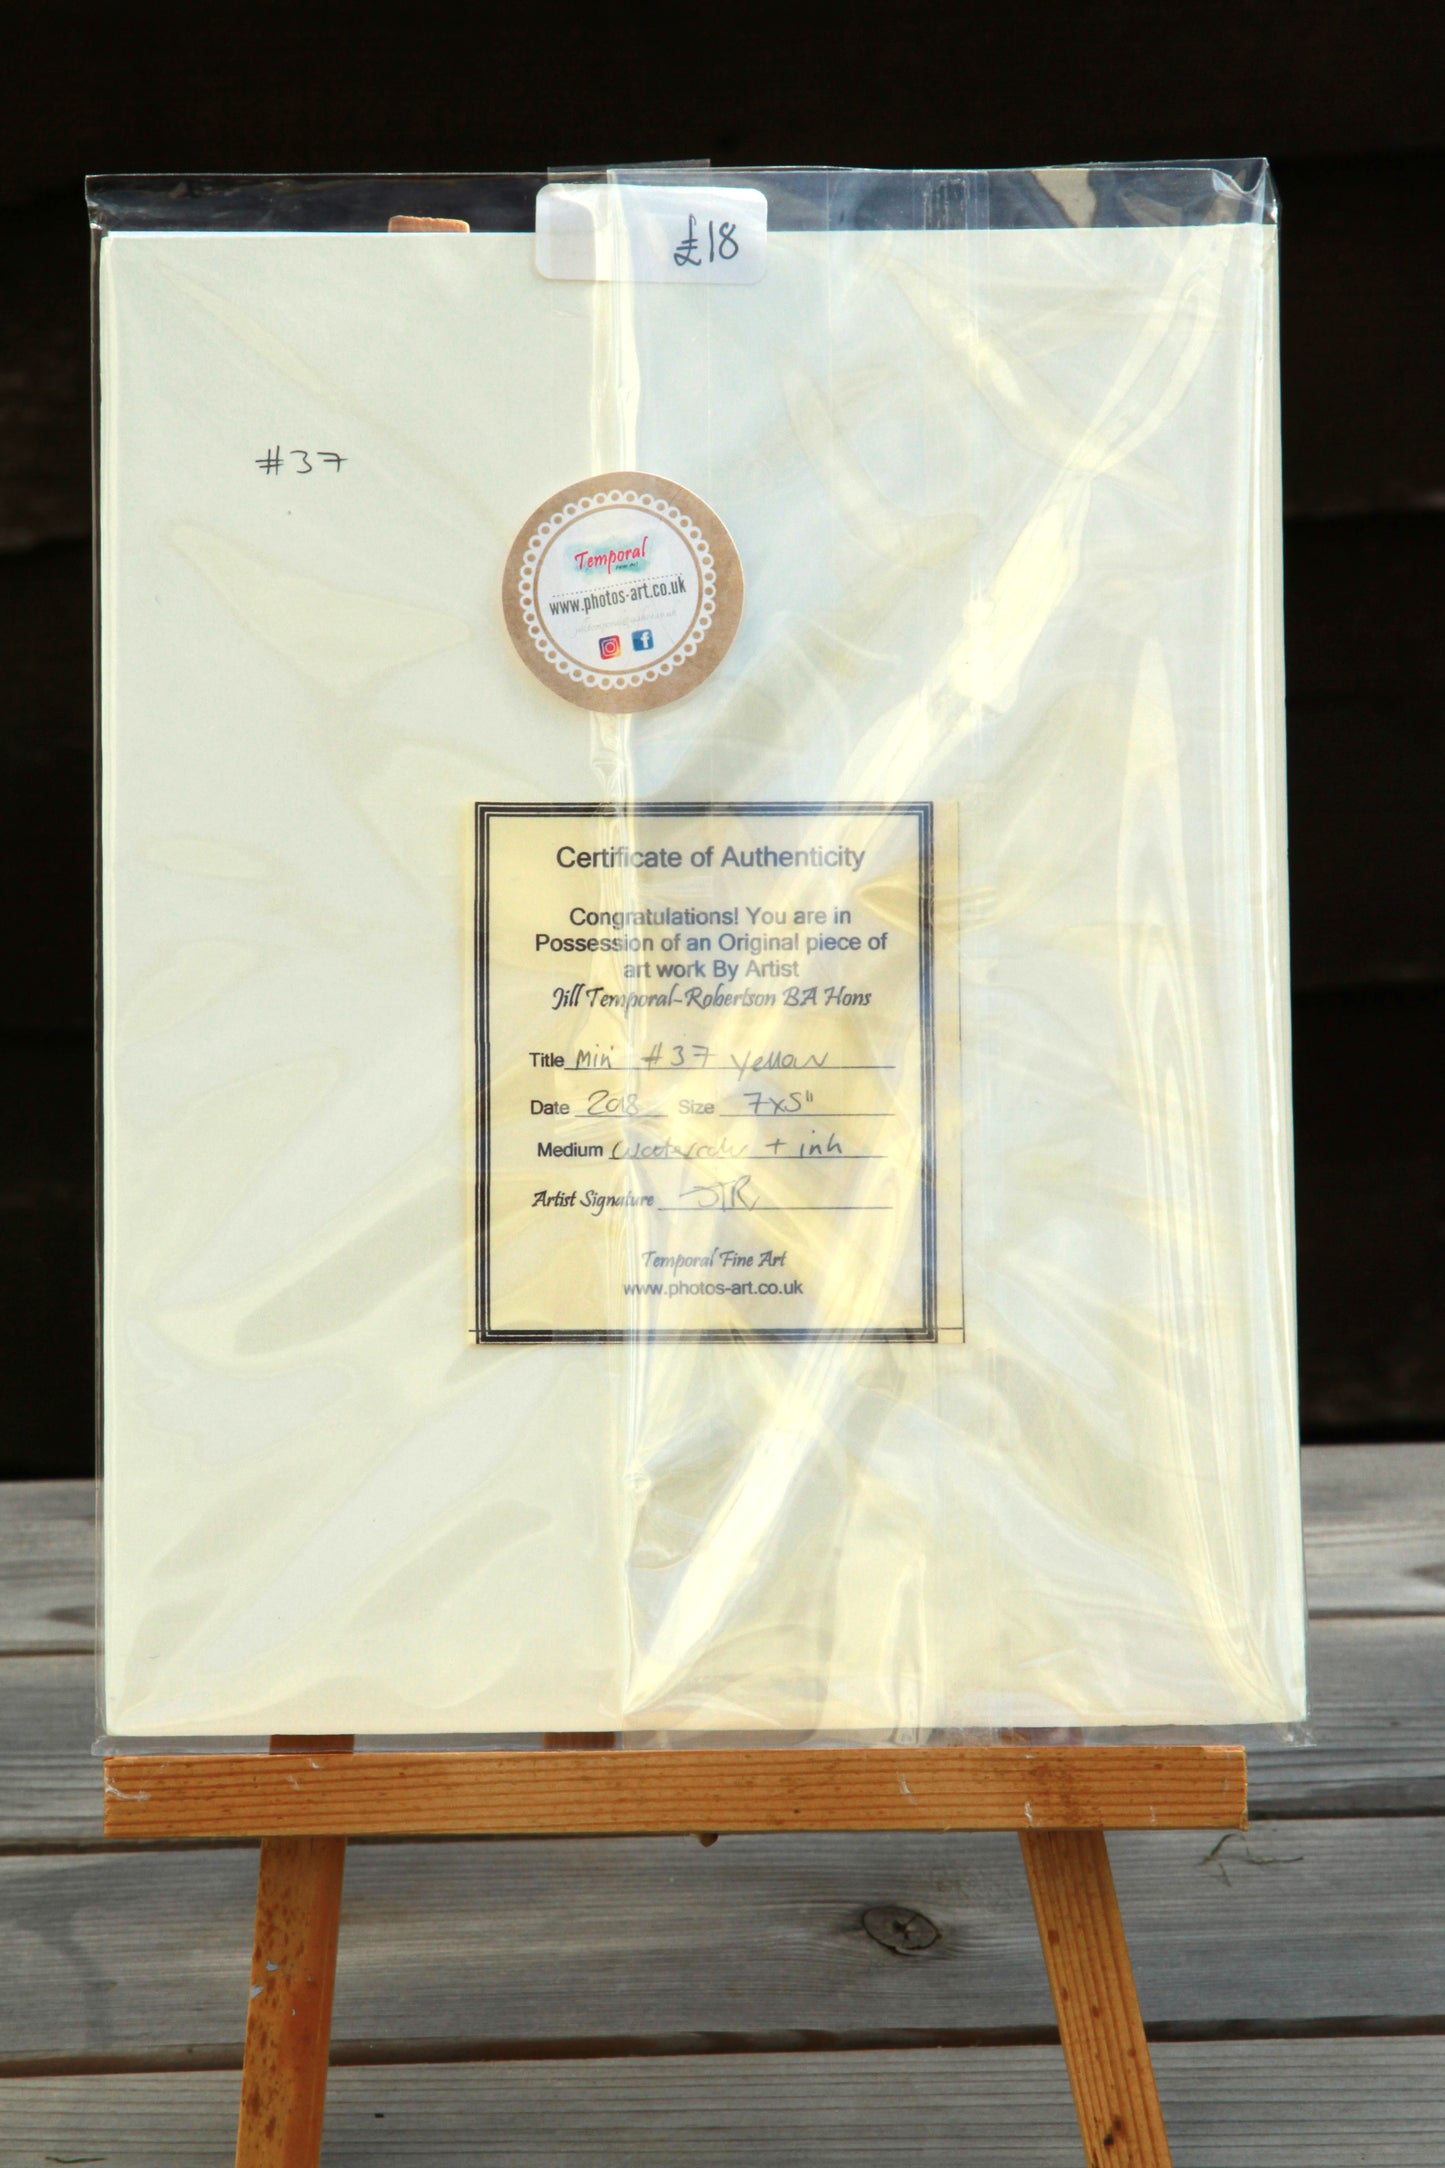 £18
#37
Temporal
www.photos-art.co.uk
Certificate of Authenticity
Congratulations! You are in
Possession of an Original piece of
art work By Artist
Jill Temporal-Robertson BA Hons
Title Mini #37 Yellow
Date 2018 Size 7x5"
Medium Watercolour + ink
Artist Signature JTR
Temporal Fine Art
www.photos-art.co.uk